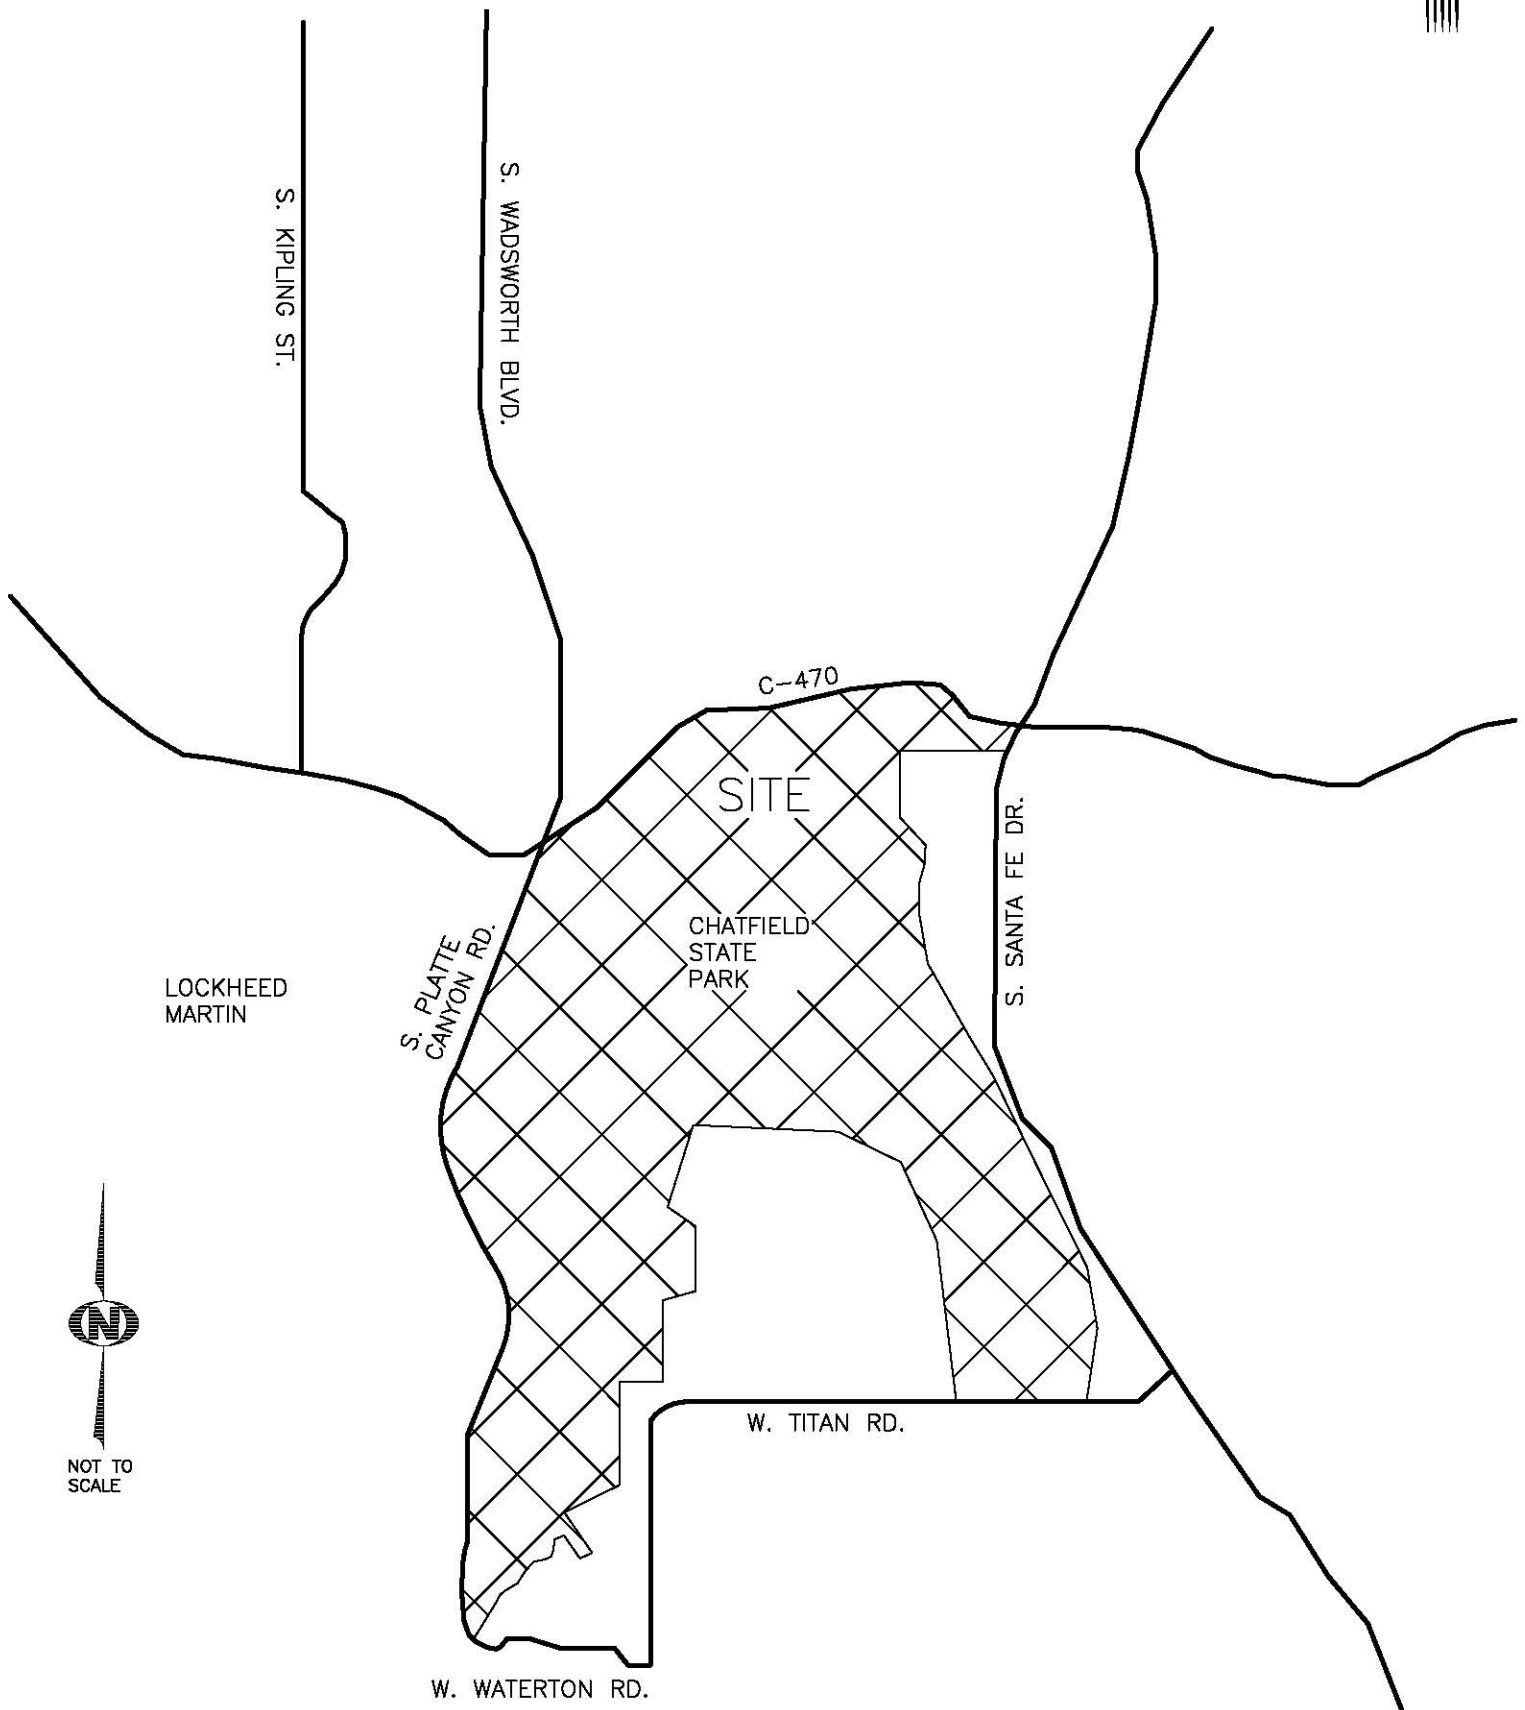 S. KIPLING ST.
S. WADSWORTH BLVD.
C-470
SITE
S. SANTA FE DR.
CHATFIELD
STATE
PARK
S. PLATTE
CANYON RD.
LOCKHEED
MARTIN
N
W. TITAN RD.
NOT TO
SCALE
W. WATERTON RD.